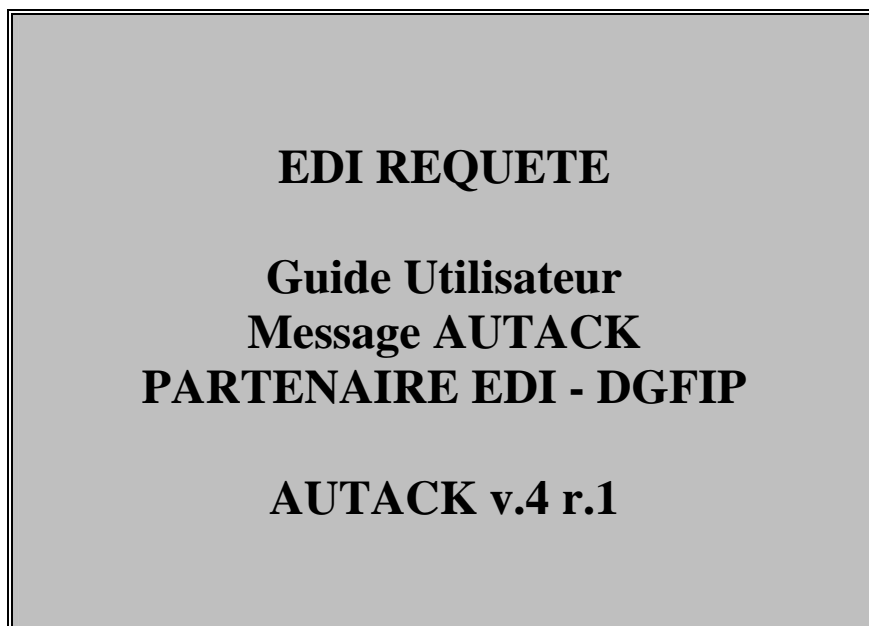 EDI REQUETE
Guide Utilisateur
Message AUTACK
PARTENAIRE EDI - DGFIP
AUTACK v.4 r.1